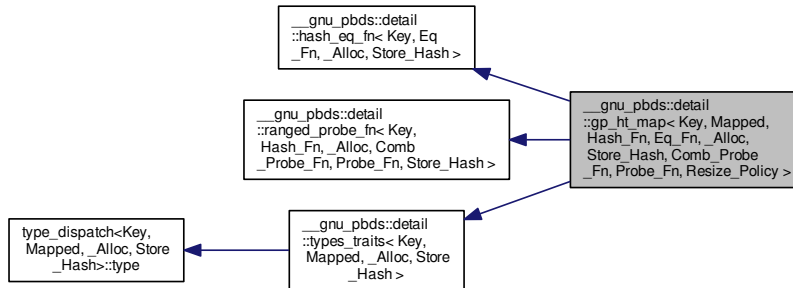 __gnu_pbds::detail
::hash_eq_fn< Key, Eq
_Fn, _Alloc, Store_Hash >
__gnu_pbds::detail
::ranged_probe_fn< Key,
Hash_Fn, _Alloc, Comb
_Probe_Fn, Probe_Fn, Store_Hash >
__gnu_pbds::detail
::gp_ht_map< Key, Mapped,
Hash_Fn, Eq_Fn, _Alloc,
Store_Hash, Comb_Probe
_Fn, Probe_Fn, Resize_Policy >
type_dispatch<Key,
Mapped, _Alloc, Store
_Hash>::type
__gnu_pbds::detail
::types_traits< Key,
Mapped, _Alloc, Store
_Hash >